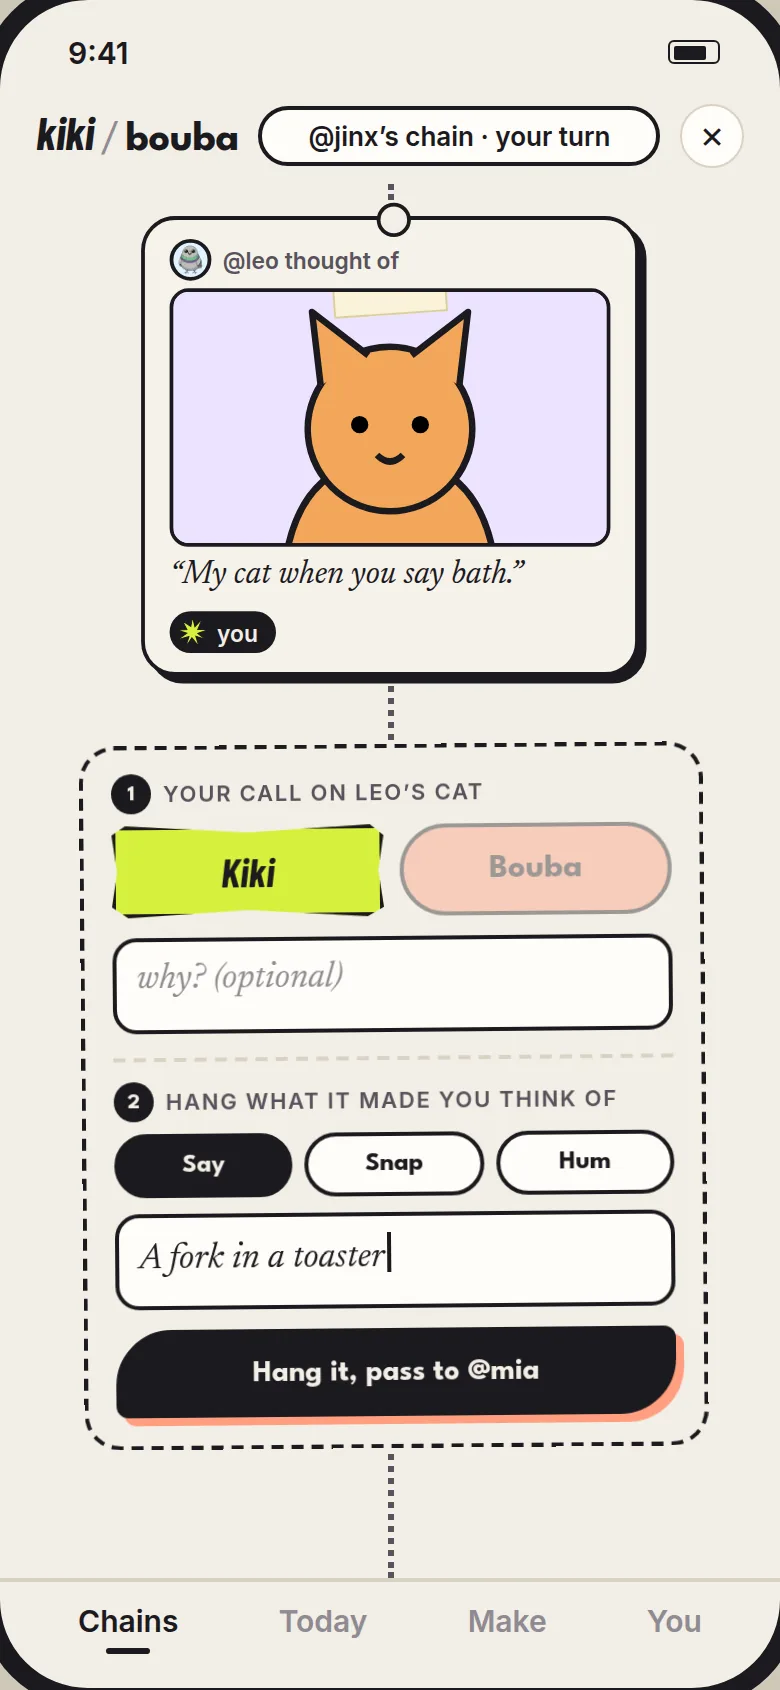 9:41
kiki / bouba
@jinx’s chain · your turn
✕
@leo thought of
“My cat when you say bath.”
you
1 YOUR CALL ON LEO’S CAT
Kiki
Bouba
why? (optional)
2 HANG WHAT IT MADE YOU THINK OF
Say
Snap
Hum
A fork in a toaster
Hang it, pass to @mia
Chains
Today
Make
You